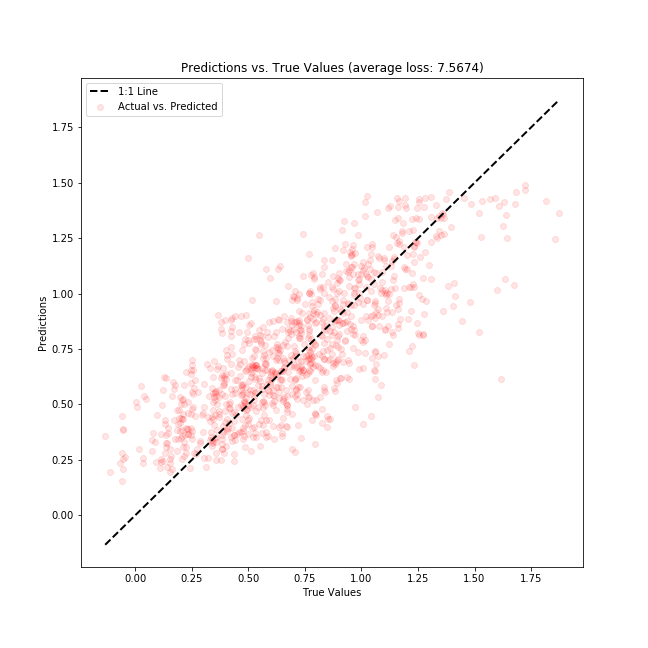 Predictions vs. True Values (average loss: 7.5674)
1:1 Line
Actual vs. Predicted
1.75
1.50
1.25
1.00
0.75
0.50
0.25
0.00
Predictions
0.00 0.25 0.50 0.75 1.00 1.25 1.50 1.75
True Values